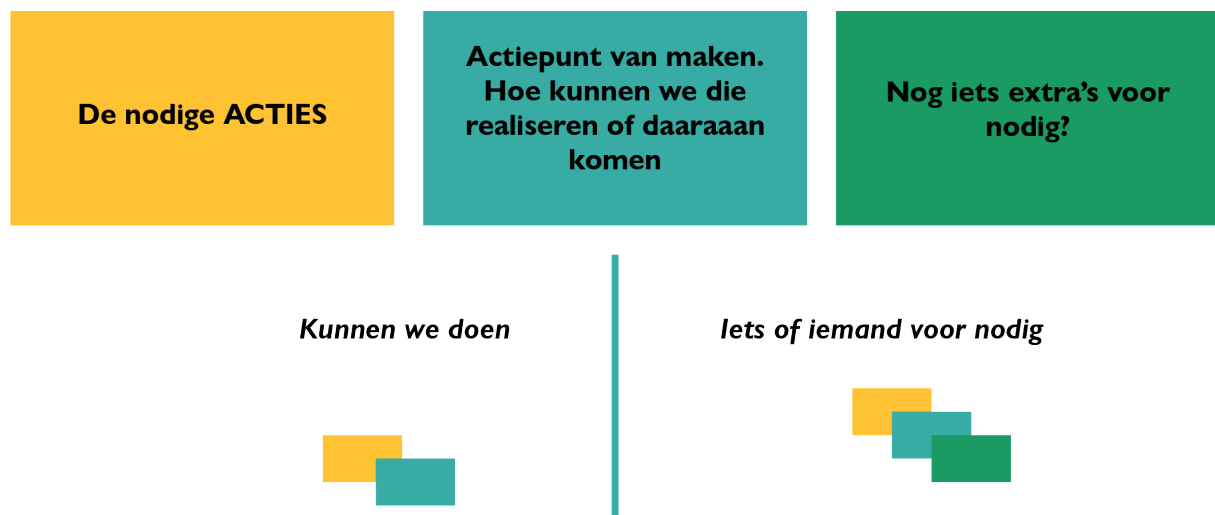 De nodige ACTIES
Actiepunt van maken.
Hoe kunnen we die
realiseren of daaraaan
komen
Nog iets extra’s voor
nodig?
Kunnen we doen
Iets of iemand voor nodig